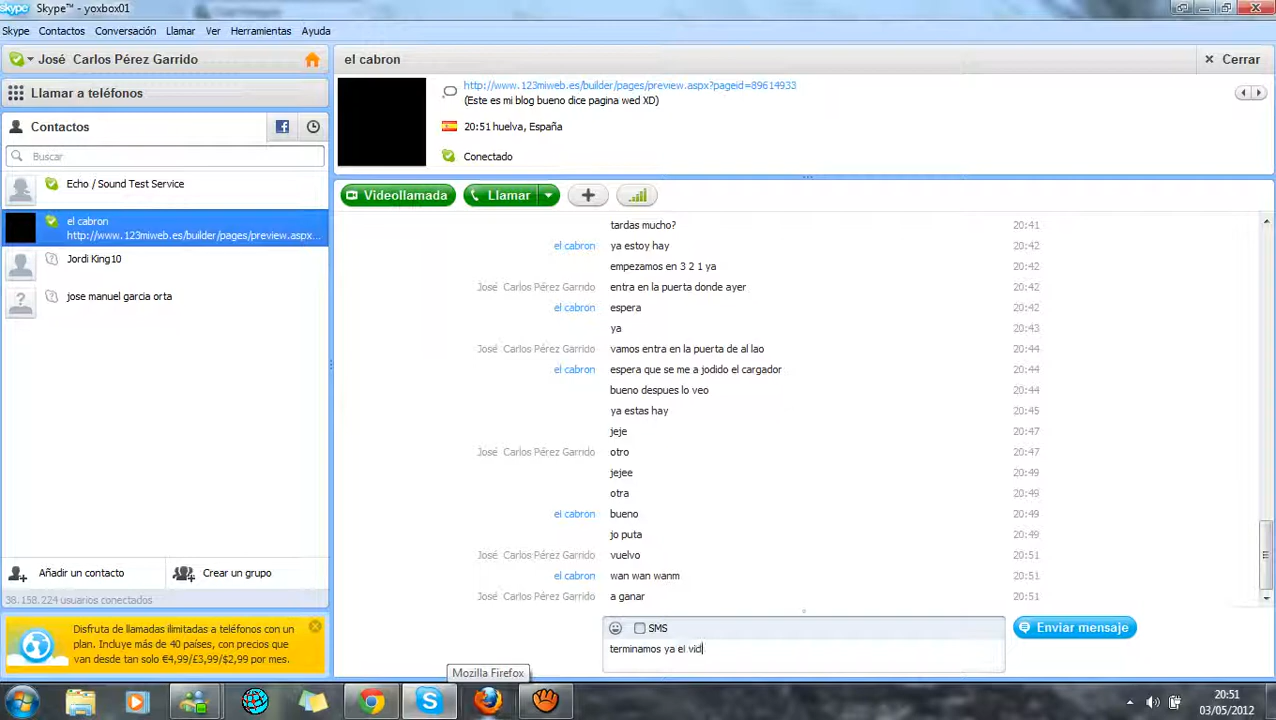 skype Skype™ - yoxbox01
Skype Contactos Conversación Llamar Ver Herramientas Ayuda
José Carlos Pérez Garrido
el cabron
Cerrar
Llamar a teléfonos
Contactos
Buscar
Echo / Sound Test Service
el cabron
http://www.123miweb.es/builder/pages/preview.aspx...
Jordi King10
jose manuel garcia orta
Añadir un contacto
Crear un grupo
38.158.224 usuarios conectados
Disfruta de llamadas ilimitadas a teléfonos con un
plan. Incluye más de 40 países, con precios que
van desde tan solo €4,99/£3,99/$2,99 por mes.
http://www.123miweb.es/builder/pages/preview.aspx?pageid=89614933
(Este es mi blog bueno dice pagina wed XD)
20:51 huelva, España
Conectado
Videollamada
Llamar
tardas mucho? 20:41
el cabron ya estoy hay 20:42
empezamos en 3 2 1 ya 20:42
José Carlos Pérez Garrido entra en la puerta donde ayer 20:42
el cabron espera 20:42
ya 20:43
José Carlos Pérez Garrido vamos entra en la puerta de al lao 20:44
el cabron espera que se me a jodido el cargador 20:44
bueno despues lo veo 20:44
ya estas hay 20:45
jeje
José Carlos Pérez Garrido otro 20:47
jejee 20:49
otra 20:49
el cabron bueno 20:49
jo puta 20:49
José Carlos Pérez Garrido vuelvo 20:51
el cabron wan wan wanm 20:51
José Carlos Pérez Garrido a ganar 20:51
SMS
terminamos ya el vid
Enviar mensaje
Mozilla Firefox
20:51
03/05/2012